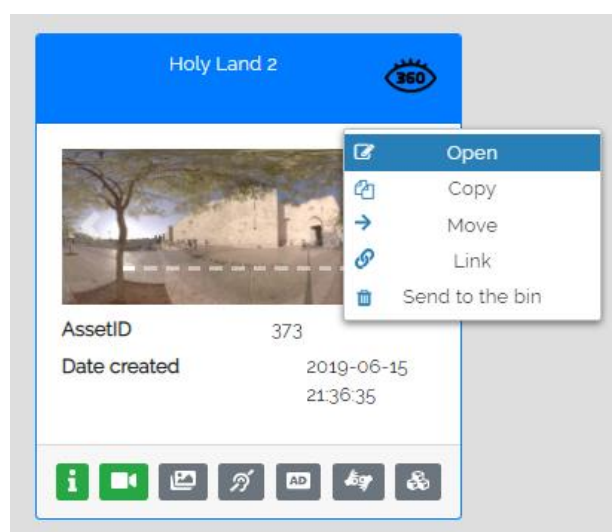 Holy Land 2
360
Open
Copy
Move
Link
Send to the bin
AssetID 373
Date created 2019-06-15
21:36:35
AD